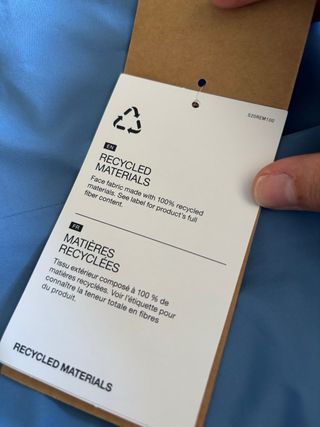 S20REM100
EN
RECYCLED
MATERIALS
Face fabric made with 100% recycled
materials. See label for product's full
fiber content.
FR
MATIÈRES
RECYCLÉES
Tissu extérieur composé à 100 % de
matières recyclées. Voir l'étiquette pour
connaître la teneur totale en fibres
du produit.
RECYCLED MATERIALS